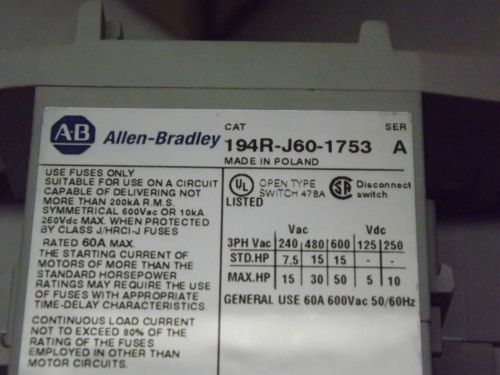 A-B Allen-Bradley
CAT
194R-J60-1753
MADE IN POLAND
SER
A
USE FUSES ONLY
SUITABLE FOR USE ON A CIRCUIT
CAPABLE OF DELIVERING NOT
MORE THAN 200kA R.M.S.
SYMMETRICAL 600Vac OR 10kA
250Vdc MAX. WHEN PROTECTED
BY CLASS J/HRCI-J FUSES
RATED 60A MAX.
THE STARTING CURRENT OF
MOTORS OF MORE THAN THE
STANDARD HORSEPOWER
RATINGS MAY REQUIRE THE USE
OF FUSES WITH APPROPRIATE
TIME-DELAY CHARACTERISTICS.
CONTINUOUS LOAD CURRENT
NOT TO EXCEED 80% OF THE
RATING OF THE FUSES
EMPLOYED IN OTHER THAN
MOTOR CIRCUITS.
UL OPEN TYPE
SWITCH 478A
LISTED
SA Disconnect
switch
Vac Vdc
3PH Vac 240 480 600 125 250
STD.HP 7.5 15 15 - -
MAX.HP 15 30 50 5 10
GENERAL USE 60A 600Vac 50/60Hz